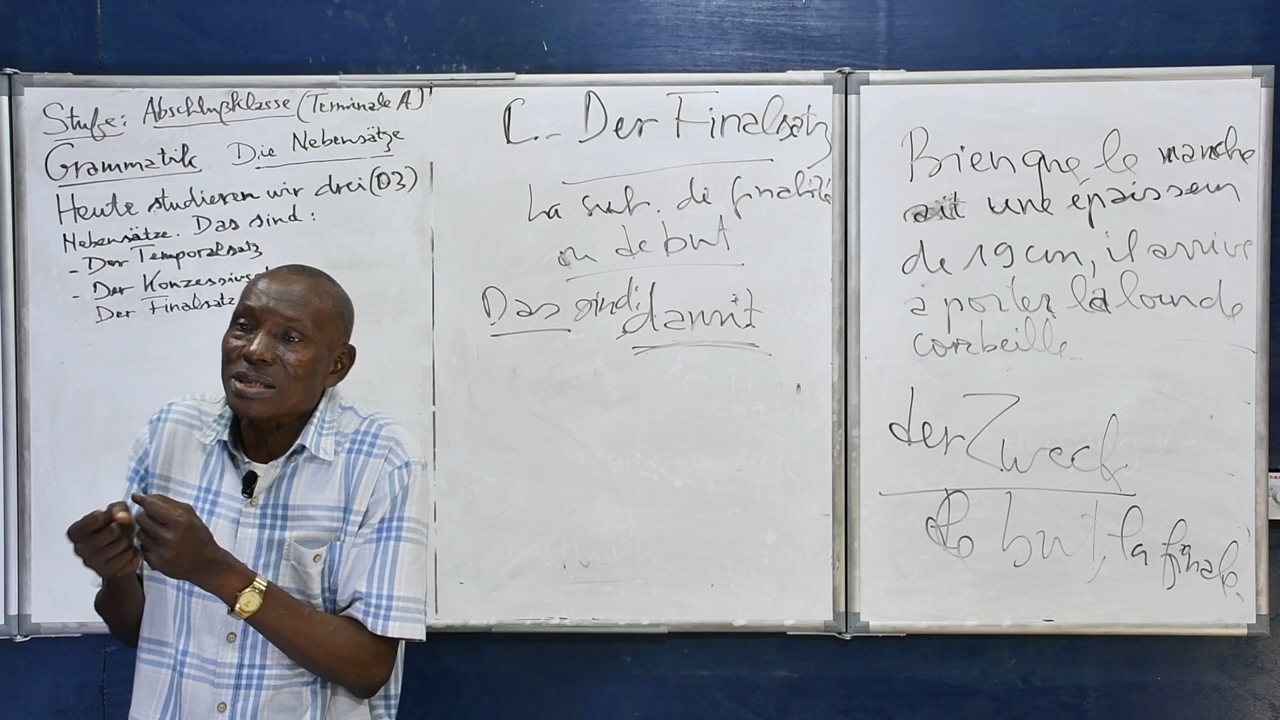 Stufe: Abschlußklasse (Terminale A)
Grammatik Die Nebensätze
Heute studieren wir drei (03)
Nebensätze. Das sind:
- Der Temporalsatz
- Der Konzessivs
Der Finalsatz
C.- Der Finalsatz
La sub. de finalité
ou de but
Das sind: damit
Bien que le manche
ait une épaisseur
de 19 cm, il arrive
à porter la lourde
corbeille.
der Zweck
le but, la finale